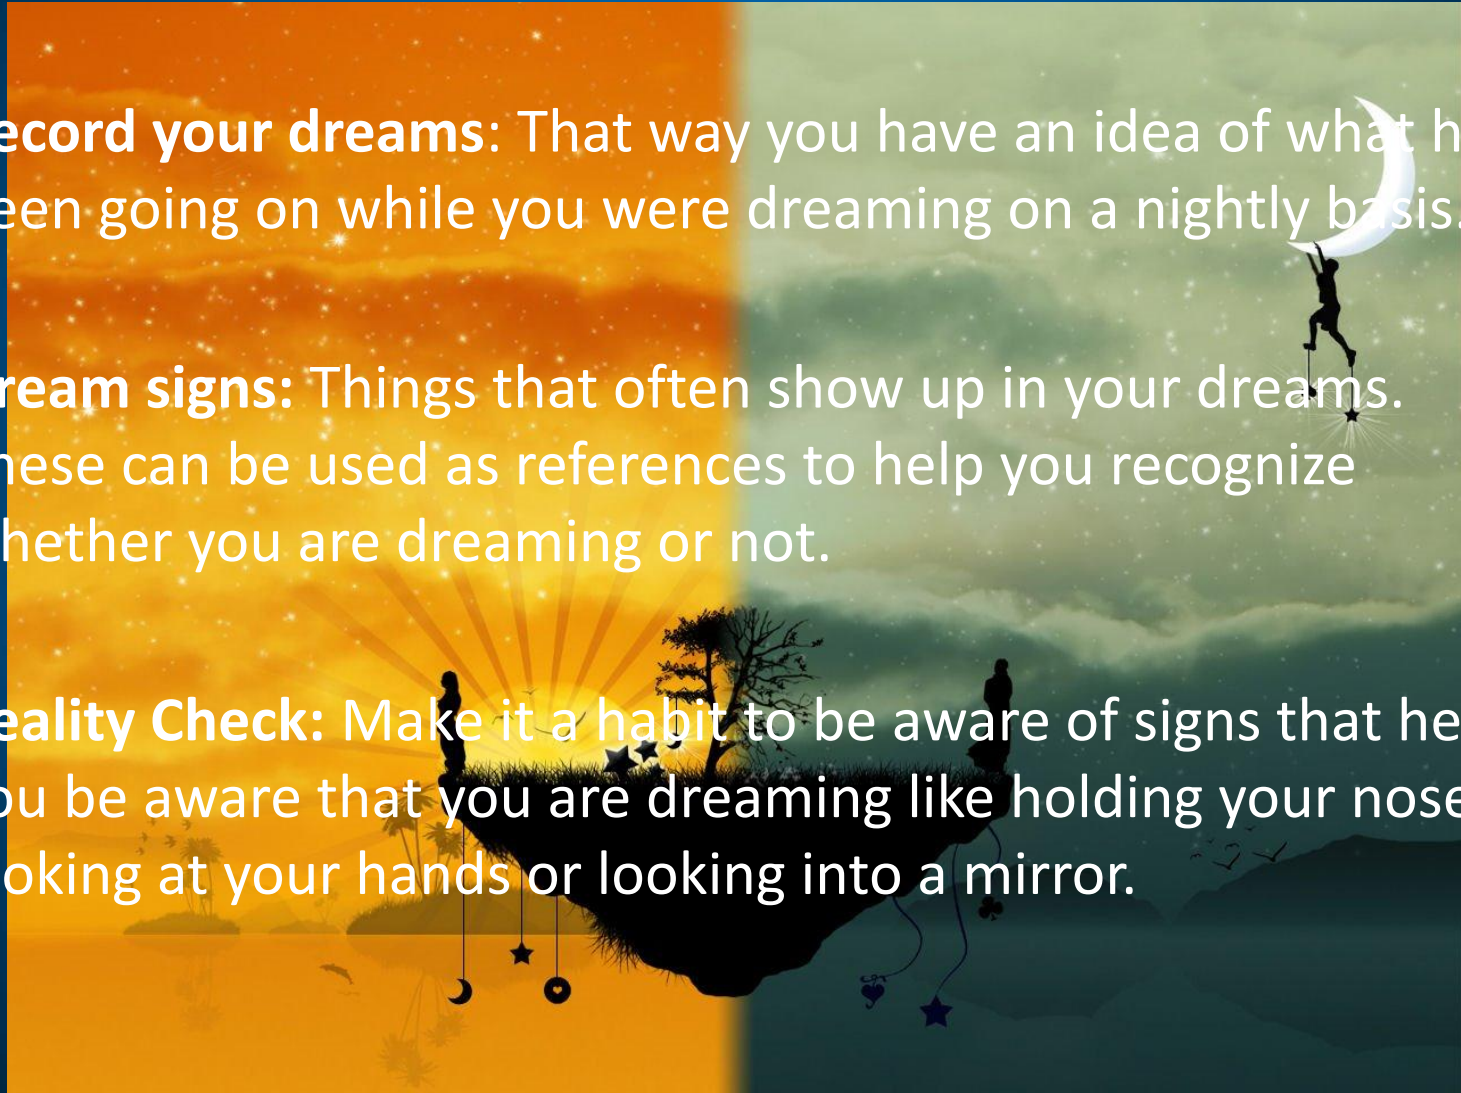 ecord your dreams: That way you have an idea of what h
een going on while you were dreaming on a nightly basis.
ream signs: Things that often show up in your dreams.
hese can be used as references to help you recognize
hether you are dreaming or not.
eality Check: Make it a habit to be aware of signs that he
ou be aware that you are dreaming like holding your nose
oking at your hands or looking into a mirror.